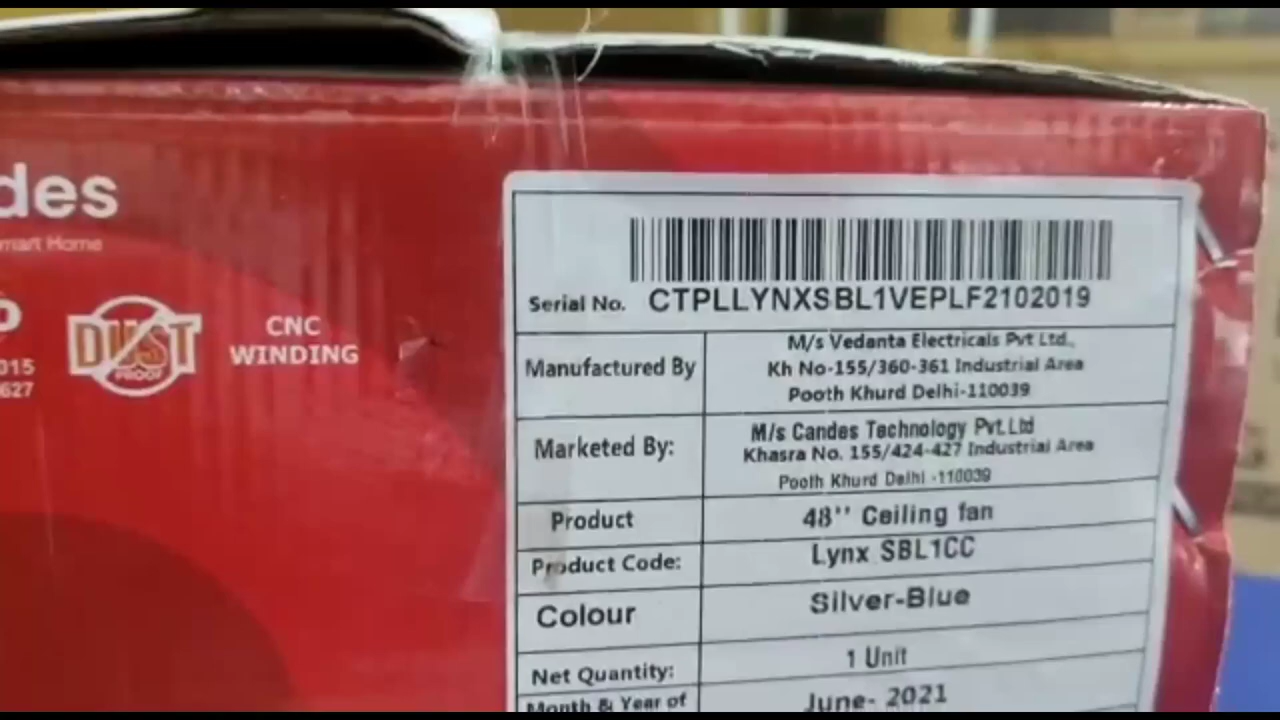 des
mart Home
015
627
DUST
PROOF
CNC
WINDING
Serial No. CTPLLYNXSBL1VEPLF2102019
Manufactured By
M/s Vedanta Electricals Pvt Ltd.,
Kh No-155/360-361 Industrial Area
Pooth Khurd Delhi-110039
Marketed By:
M/s Candes Technology Pvt.Ltd
Khasra No. 155/424-427 Industrial Area
Pooth Khurd Delhi -110039
Product 48'' Ceiling fan
Product Code: Lynx SBL1CC
Colour Silver-Blue
Net Quantity: 1 Unit
Month & Year of June- 2021